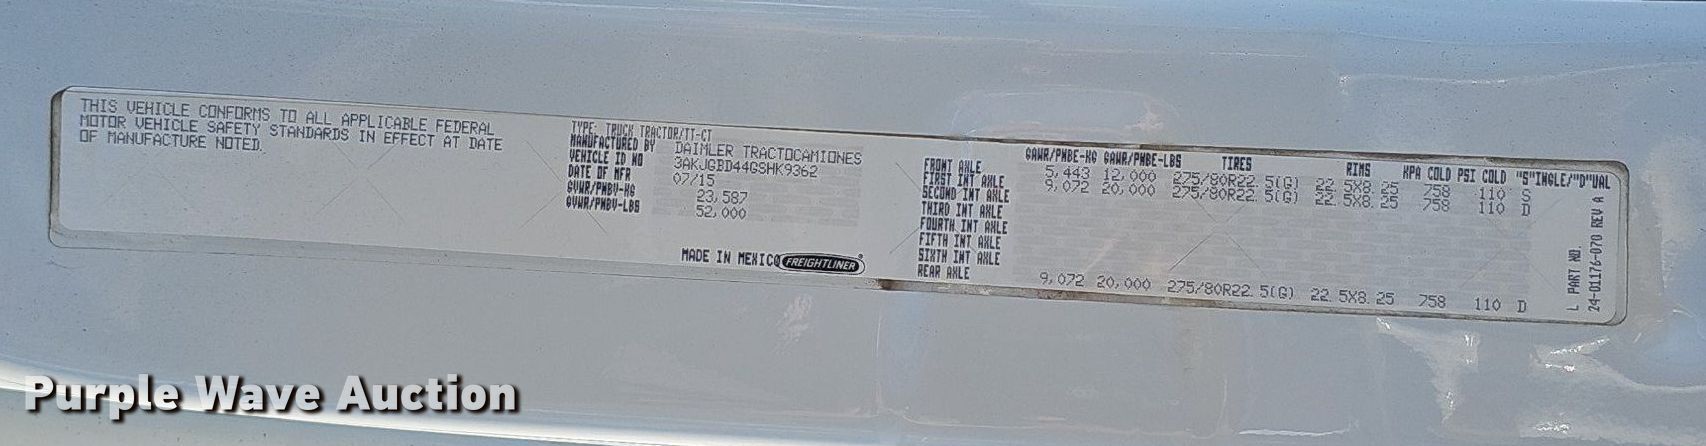 THIS VEHICLE CONFORMS TO ALL APPLICABLE FEDERAL
MOTOR VEHICLE SAFETY STANDARDS IN EFFECT AT DATE
OF MANUFACTURE NOTED.
TYPE: TRUCK TRACTOR/TT-CT
MANUFACTURED BY DAIMLER TRACTOCAMIONES
VEHICLE ID NO 3AKJGBD44GSHK9362
DATE OF MFR 07/15
GVWR/PNBV-KG 23,587
GVWR/PNBV-LBS 52,000
MADE IN MEXICO FREIGHTLINER
GAWR/PNBE-KG GAWR/PNBE-LBS TIRES RIMS KPA COLD PSI COLD "S"INGLE/"D"UAL
FRONT AXLE 5,443 12,000 275/80R22.5(G) 22.5X8.25 758 110 S
FIRST INT AXLE 9,072 20,000 275/80R22.5(G) 22.5X8.25 758 110 D
SECOND INT AXLE
THIRD INT AXLE
FOURTH INT AXLE
FIFTH INT AXLE
SIXTH INT AXLE
REAR AXLE 9,072 20,000 275/80R22.5(G) 22.5X8.25 758 110 D
L PART NO.
24-01176-070 REV A
Purple Wave Auction